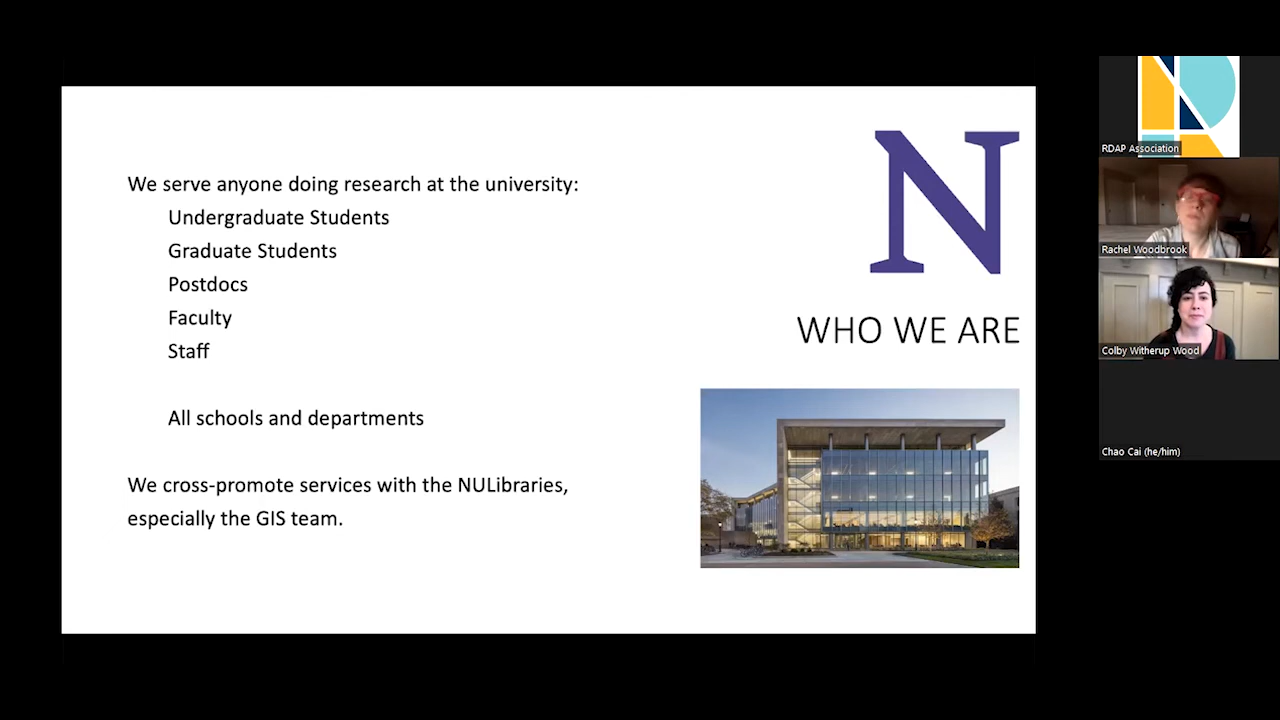 We serve anyone doing research at the university:
Undergraduate Students
Graduate Students
Postdocs
Faculty
Staff
All schools and departments
We cross-promote services with the NULibraries,
especially the GIS team.
N
WHO WE ARE
RDAP Association
Rachel Woodbrook
Colby Witherup Wood
Chao Cai (he/him)